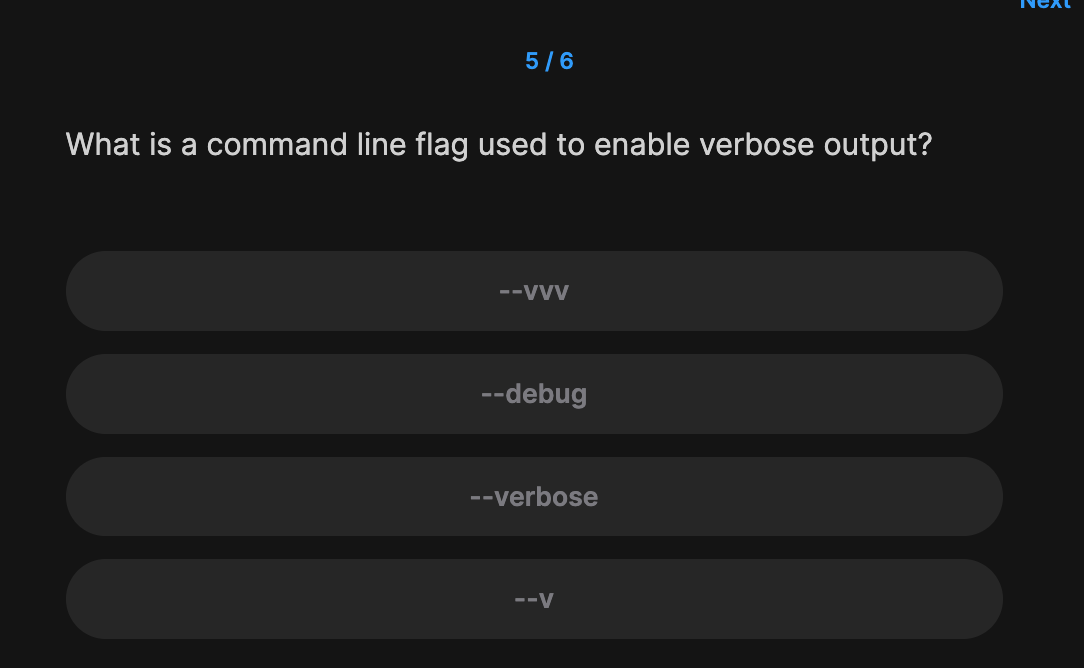 Next
5 / 6
What is a command line flag used to enable verbose output?
--vvv
--debug
--verbose
--v